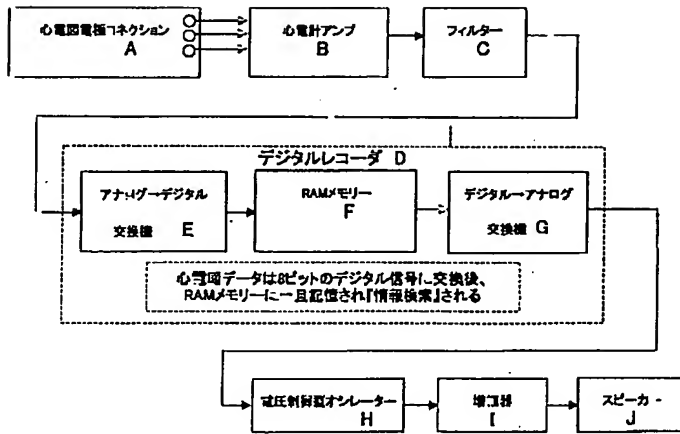 心電図電極コネクション
A
心電計アンプ
B
フィルター
C
デジタルレコーダ D
アナログ→デジタル
交換機 E
RAMメモリー
F
デジタル→アナログ
交換機 G
心電図データは8ビットのデジタル信号に交換後、
RAMメモリーに一旦記憶され『情報検索』される
電圧制御型オシレーター
H
増幅器
I
スピーカー
J